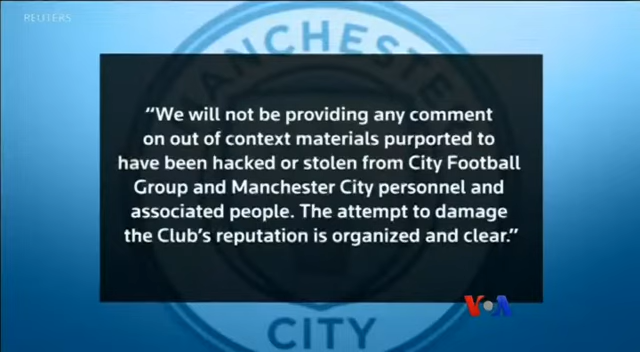 REUTERS
MANCHESTER
“We will not be providing any comment
on out of context materials purported to
have been hacked or stolen from City Football
Group and Manchester City personnel and
associated people. The attempt to damage
the Club’s reputation is organized and clear.”
VOA
CITY